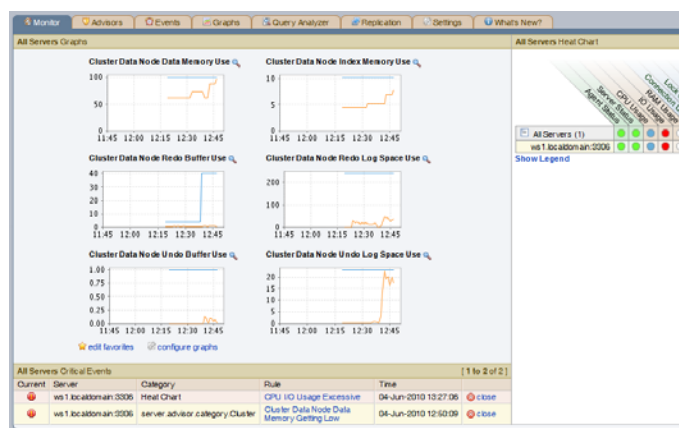 Monitor Advisors Events Graphs Query Analyzer Replication Settings What's New?
All Servers Graphs
All Servers Heat Chart
Cluster Data Node Data Memory Use
Cluster Data Node Index Memory Use
100
50
0
11:45 12:00 12:15 12:30 12:45
10
5
0
11:45 12:00 12:15 12:30 12:45
Cluster Data Node Redo Buffer Use
Cluster Data Node Redo Log Space Use
40
30
20
10
0
11:45 12:00 12:15 12:30 12:45
200
100
0
11:45 12:00 12:15 12:30 12:45
Cluster Data Node Undo Buffer Use
Cluster Data Node Undo Log Space Use
1.00
0.75
0.50
0.25
0.00
11:45 12:00 12:15 12:30 12:45
20
15
10
5
0
11:45 12:00 12:15 12:30 12:45
edit favorites configure graphs
Agent Status
Server Status
CPU Usage
IO Usage
RAM Usage
Connection
Lock
All Servers (1)
ws1.localdomain:3306
Show Legend
All Servers Critical Events [1 to 2 of 2]
Current Server Category Rule Time
ws1.localdomain:3306 Heat Chart CPU I/O Usage Excessive 04-Jun-2010 13:27:06 close
ws1.localdomain:3306 server.advisor.category.Cluster Cluster Data Node Data Memory Getting Low 04-Jun-2010 12:50:09 close